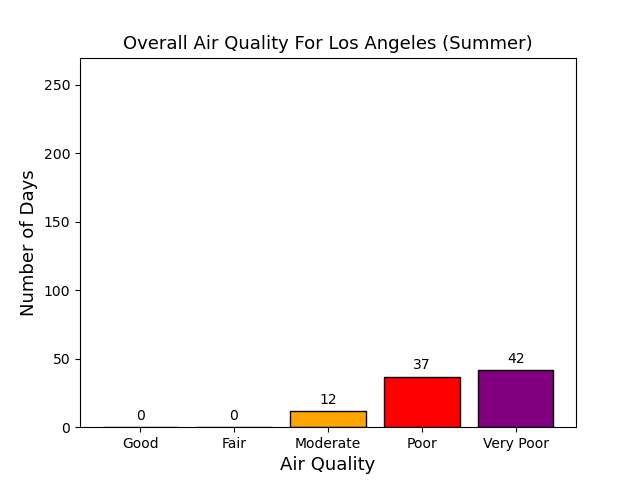 Overall Air Quality For Los Angeles (Summer)
Number of Days
250
200
150
100
50
0
0
0
12
37
42
Good
Fair
Moderate
Poor
Very Poor
Air Quality